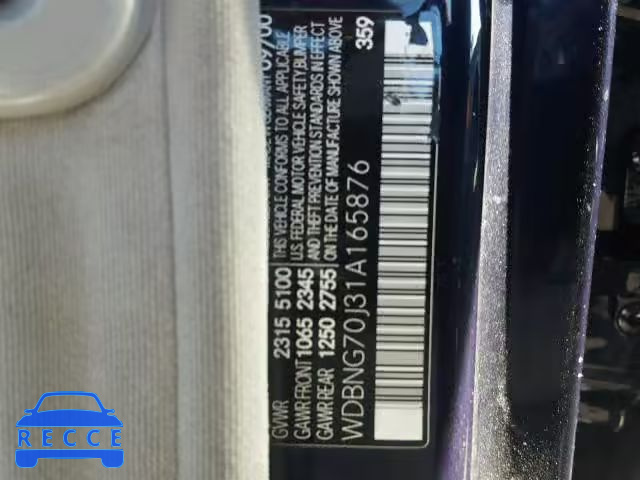 09/00
THIS VEHICLE CONFORMS TO ALL APPLICABLE
U.S. FEDERAL MOTOR VEHICLE SAFETY, BUMPER
AND THEFT PREVENTION STANDARDS IN EFFECT
ON THE DATE OF MANUFACTURE SHOWN ABOVE
359
GVWR 2315 5100
GAWR FRONT 1065 2345
GAWR REAR 1250 2755
WDBNG70J31A165876
RECCE